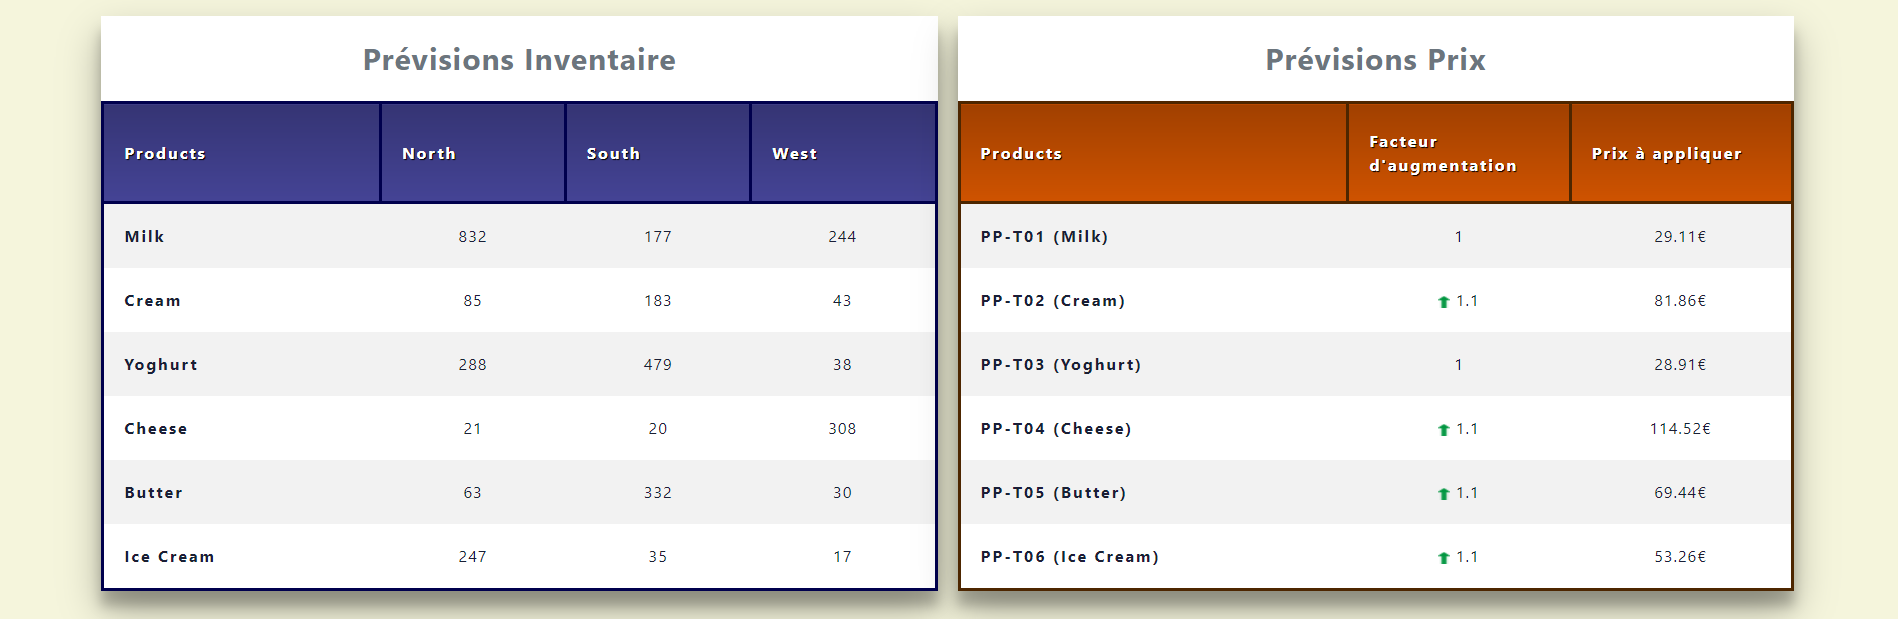 Prévisions Inventaire
Products North South West
Milk 832 177 244
Cream 85 183 43
Yoghurt 288 479 38
Cheese 21 20 308
Butter 63 332 30
Ice Cream 247 35 17
Prévisions Prix
Products Facteur d'augmentation Prix à appliquer
PP-T01 (Milk) 1 29.11€
PP-T02 (Cream) 1.1 81.86€
PP-T03 (Yoghurt) 1 28.91€
PP-T04 (Cheese) 1.1 114.52€
PP-T05 (Butter) 1.1 69.44€
PP-T06 (Ice Cream) 1.1 53.26€